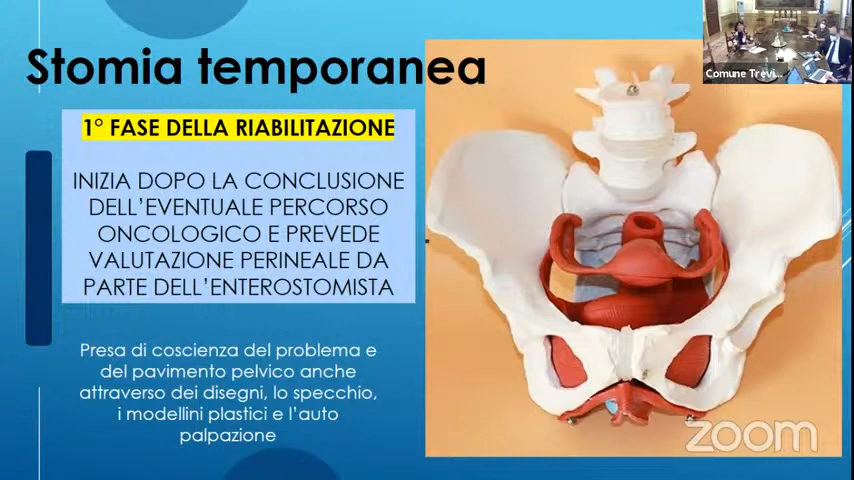 Stomia temporanea
Comune Trevi...
1° FASE DELLA RIABILITAZIONE
INIZIA DOPO LA CONCLUSIONE
DELL'EVENTUALE PERCORSO
ONCOLOGICO E PREVEDE
VALUTAZIONE PERINEALE DA
PARTE DELL'ENTEROSTOMISTA
Presa di coscienza del problema e
del pavimento pelvico anche
attraverso dei disegni, lo specchio,
i modellini plastici e l'auto
palpazione
zoom